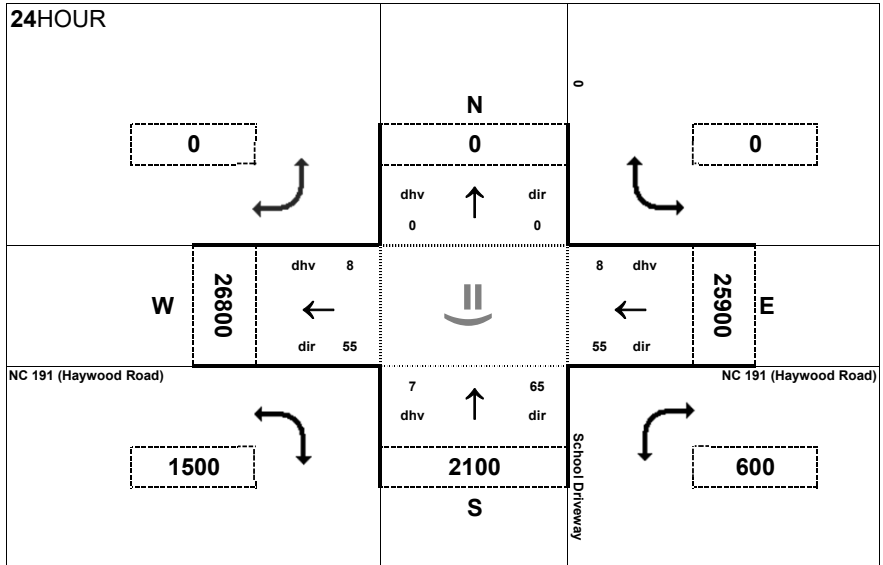 24HOUR
0
N
0
0
0
dhv
dir
0
0
dhv 8
8 dhv
W
26800
25900
E
dir 55
55 dir
NC 191 (Haywood Road)
NC 191 (Haywood Road)
7
65
dhv
dir
1500
2100
School Driveway
600
S